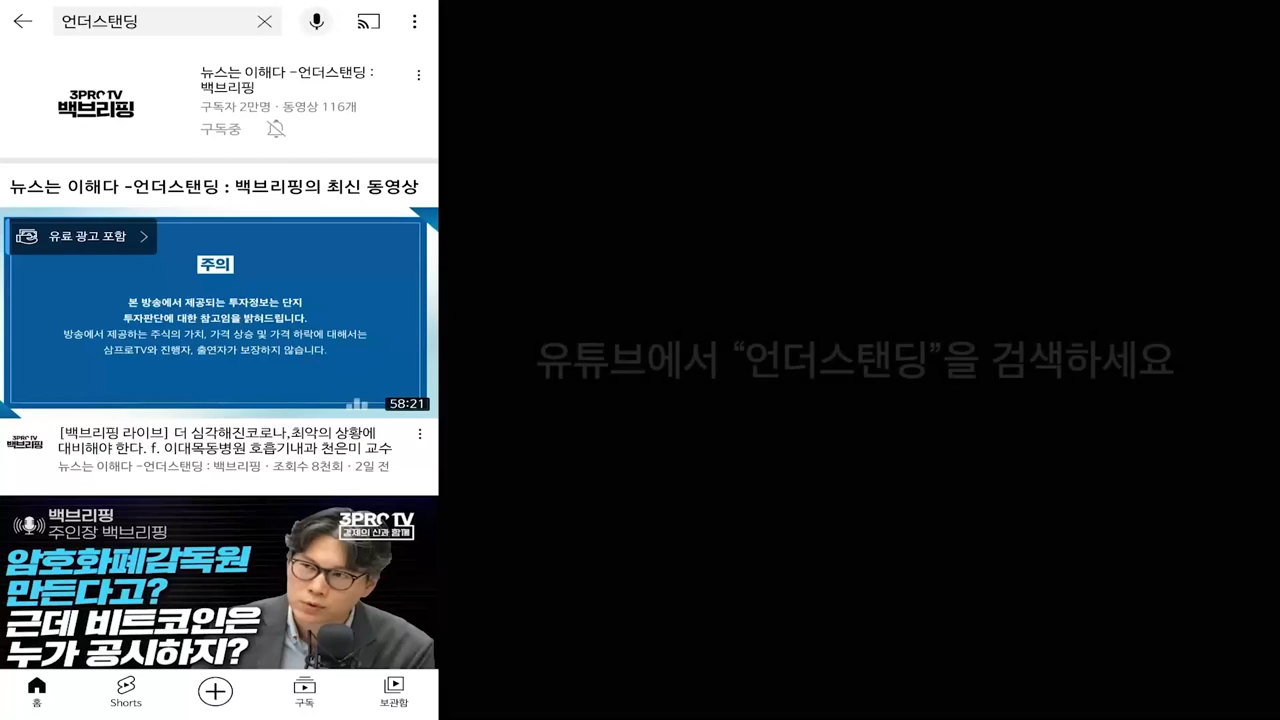 언더스탠딩
뉴스는 이해다 -언더스탠딩 :
백브리핑
3PRO TV
백브리핑
구독자 2만명 · 동영상 116개
구독중
뉴스는 이해다 -언더스탠딩 : 백브리핑의 최신 동영상
유료 광고 포함
주의
본 방송에서 제공되는 투자정보는 단지
투자판단에 대한 참고임을 밝혀드립니다.
방송에서 제공하는 주식의 가치, 가격 상승 및 가격 하락에 대해서는
삼프로TV와 진행자, 출연자가 보장하지 않습니다.
58:21
3PRO TV
백브리핑
[백브리핑 라이브] 더 심각해진코로나,최악의 상황에
대비해야 한다. f. 이대목동병원 호흡기내과 천은미 교수
뉴스는 이해다 -언더스탠딩 : 백브리핑 · 조회수 8천회 · 2일 전
백브리핑
주인장 백브리핑
3PRO TV
경제의 신과 함께
암호화폐감독원
만든다고?
근데 비트코인은
누가 공시하지?
홈
Shorts
구독
보관함
유튜브에서 “언더스탠딩”을 검색하세요